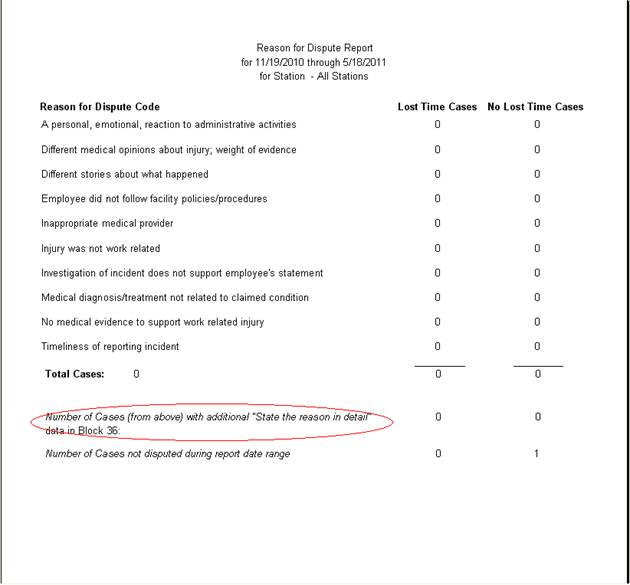 Reason for Dispute Report
for 11/19/2010 through 5/18/2011
for Station - All Stations
Reason for Dispute Code Lost Time Cases No Lost Time Cases
A personal, emotional, reaction to administrative activities 0 0
Different medical opinions about injury; weight of evidence 0 0
Different stories about what happened 0 0
Employee did not follow facility policies/procedures 0 0
Inappropriate medical provider 0 0
Injury was not work related 0 0
Investigation of incident does not support employee's statement 0 0
Medical diagnosis/treatment not related to claimed condition 0 0
No medical evidence to support work related injury 0 0
Timeliness of reporting incident 0 0
Total Cases: 0 0 0
Number of Cases (from above) with additional "State the reason in detail" 0 0
data in Block 36:
Number of Cases not disputed during report date range 0 1